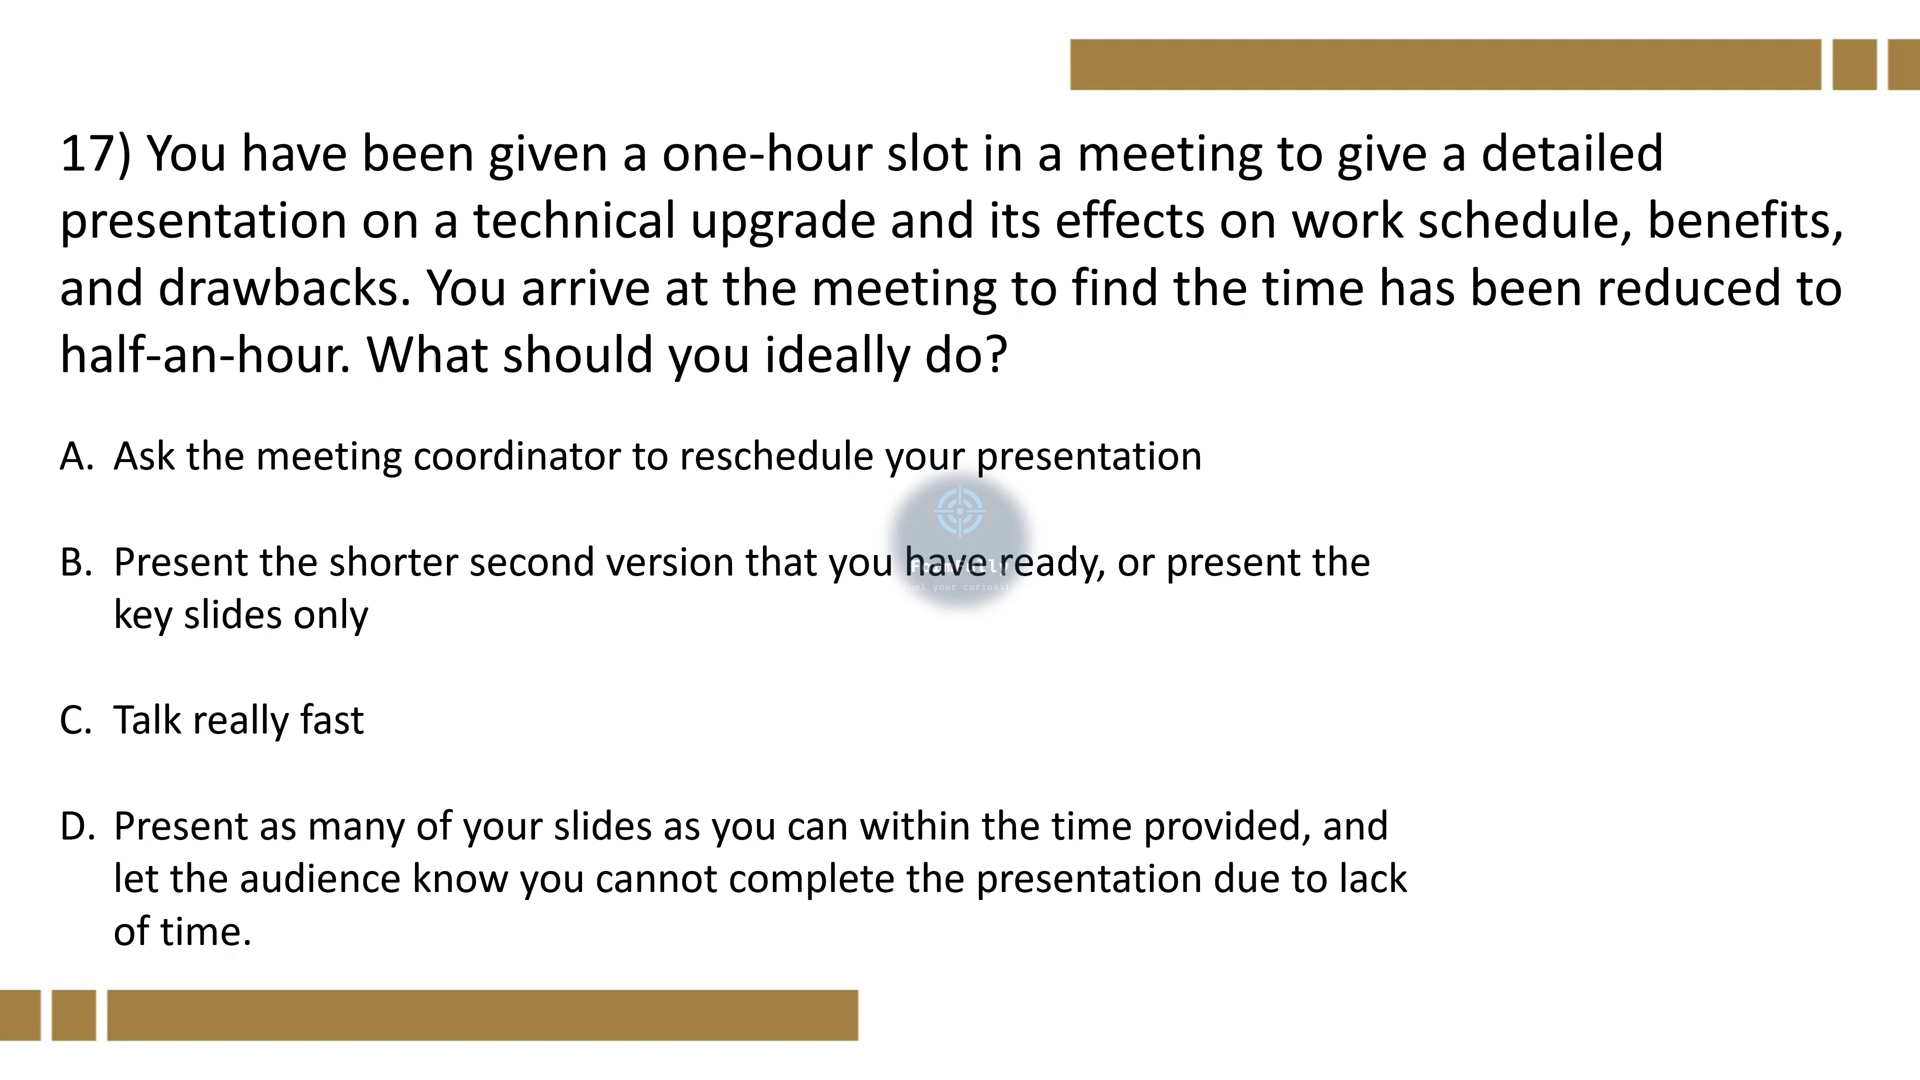 17) You have been given a one-hour slot in a meeting to give a detailed
presentation on a technical upgrade and its effects on work schedule, benefits,
and drawbacks. You arrive at the meeting to find the time has been reduced to
half-an-hour. What should you ideally do?
A. Ask the meeting coordinator to reschedule your presentation
B. Present the shorter second version that you have ready, or present the
key slides only
C. Talk really fast
D. Present as many of your slides as you can within the time provided, and
let the audience know you cannot complete the presentation due to lack
of time.